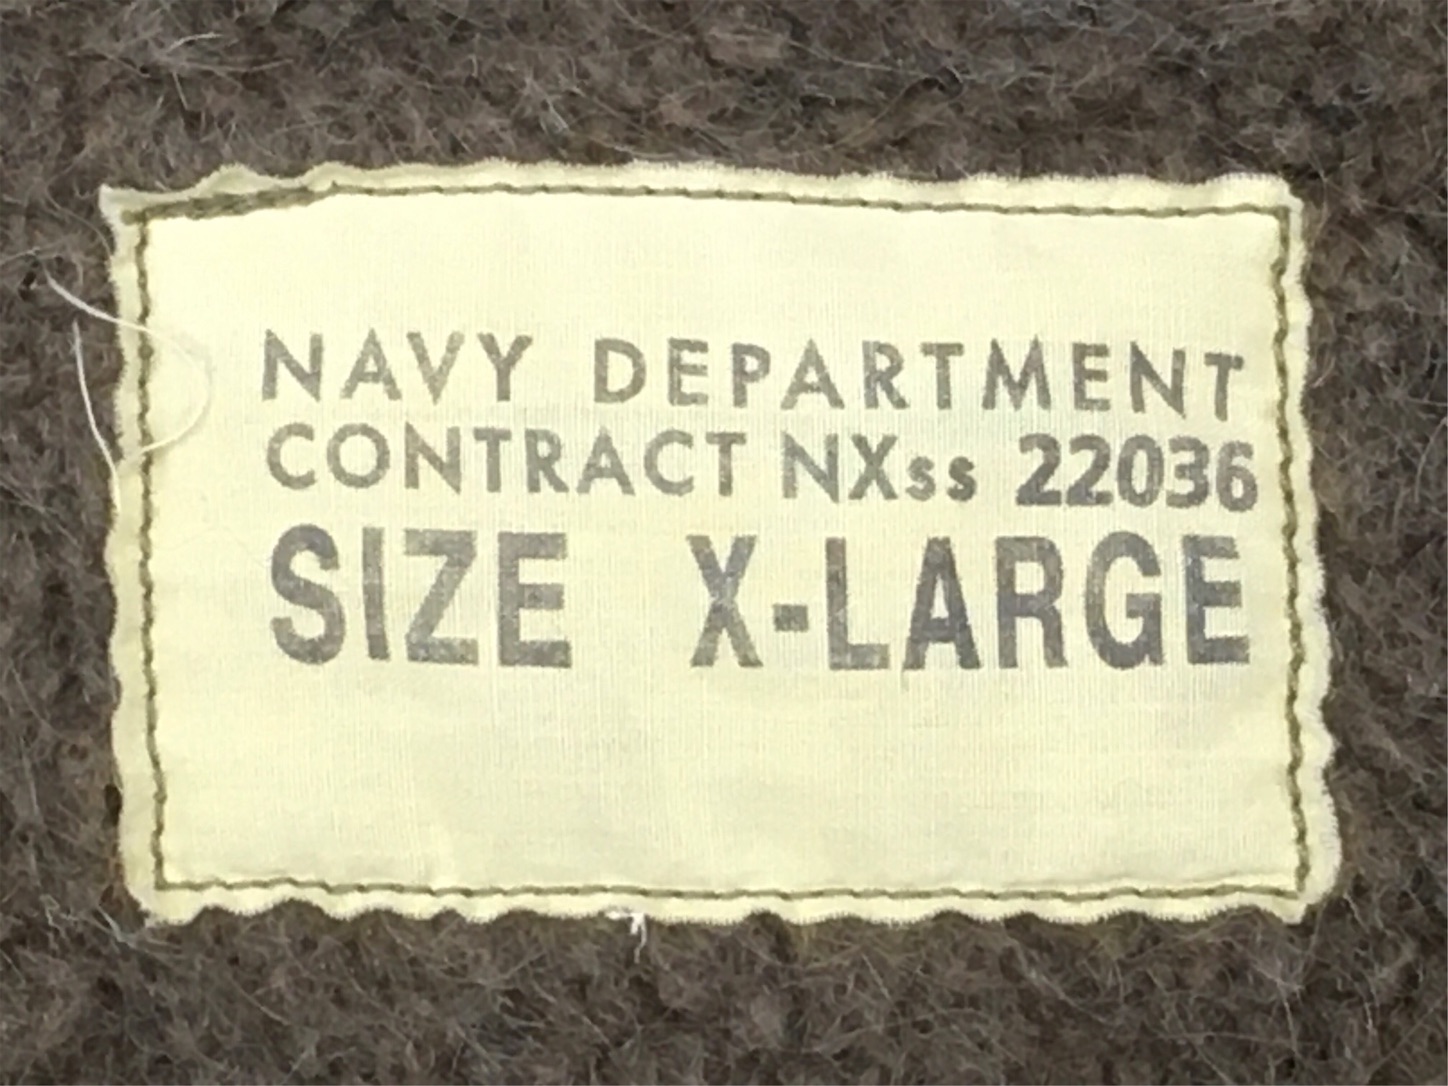 NAVY DEPARTMENT
CONTRACT NXss 22036
SIZE X-LARGE